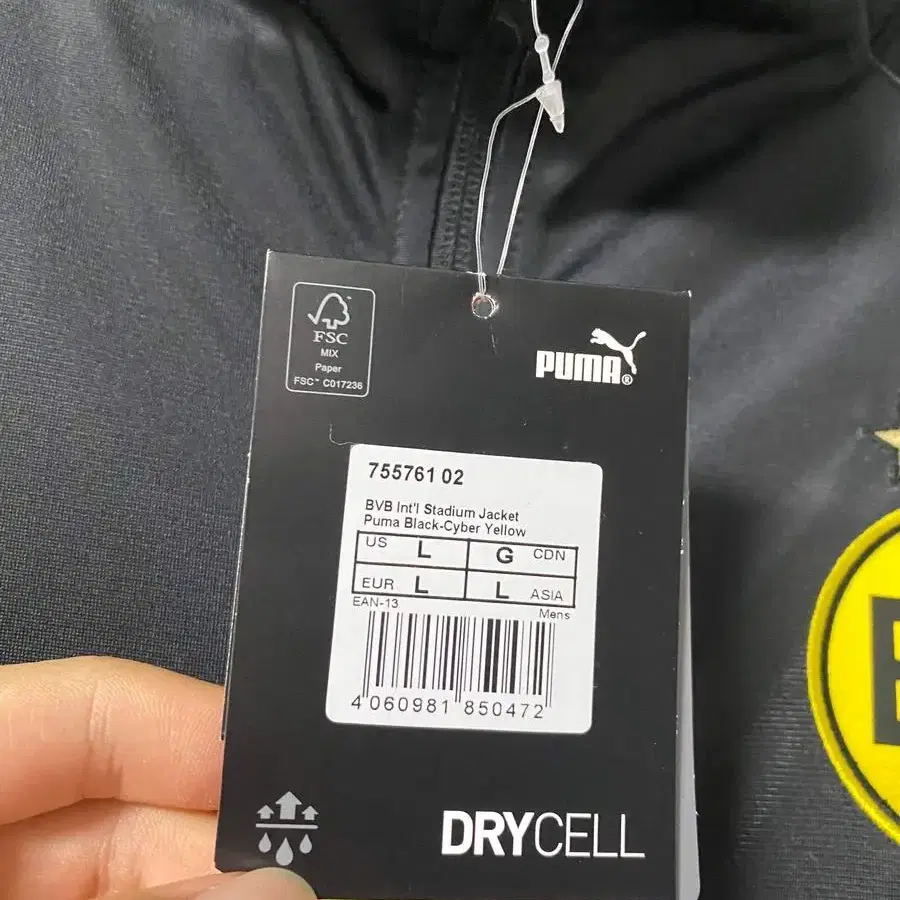 FSC
MIX
Paper
FSC™ C017236
PUMA®
755761 02
BVB Int'l Stadium Jacket
Puma Black-Cyber Yellow
US L G CDN
EUR L L ASIA
EAN-13 Mens
4 060981 850472
DRYCELL